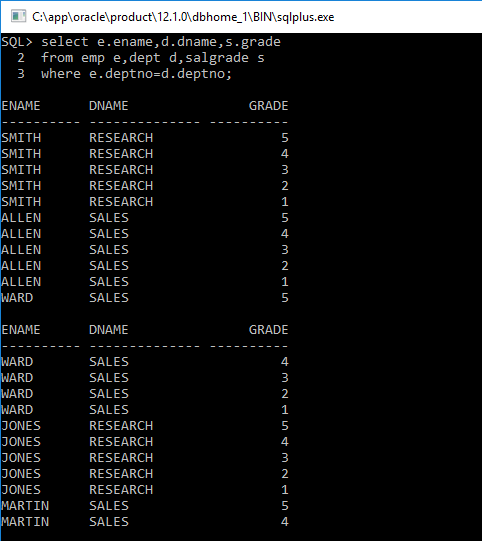 C:\app\oracle\product\12.1.0\dbhome_1\BIN\sqlplus.exe
SQL> select e.ename,d.dname,s.grade
  2  from emp e,dept d,salgrade s
  3  where e.deptno=d.deptno;

ENAME      DNAME               GRADE
---------- -------------- ----------
SMITH      RESEARCH                5
SMITH      RESEARCH                4
SMITH      RESEARCH                3
SMITH      RESEARCH                2
SMITH      RESEARCH                1
ALLEN      SALES                   5
ALLEN      SALES                   4
ALLEN      SALES                   3
ALLEN      SALES                   2
ALLEN      SALES                   1
WARD       SALES                   5

ENAME      DNAME               GRADE
---------- -------------- ----------
WARD       SALES                   4
WARD       SALES                   3
WARD       SALES                   2
WARD       SALES                   1
JONES      RESEARCH                5
JONES      RESEARCH                4
JONES      RESEARCH                3
JONES      RESEARCH                2
JONES      RESEARCH                1
MARTIN     SALES                   5
MARTIN     SALES                   4